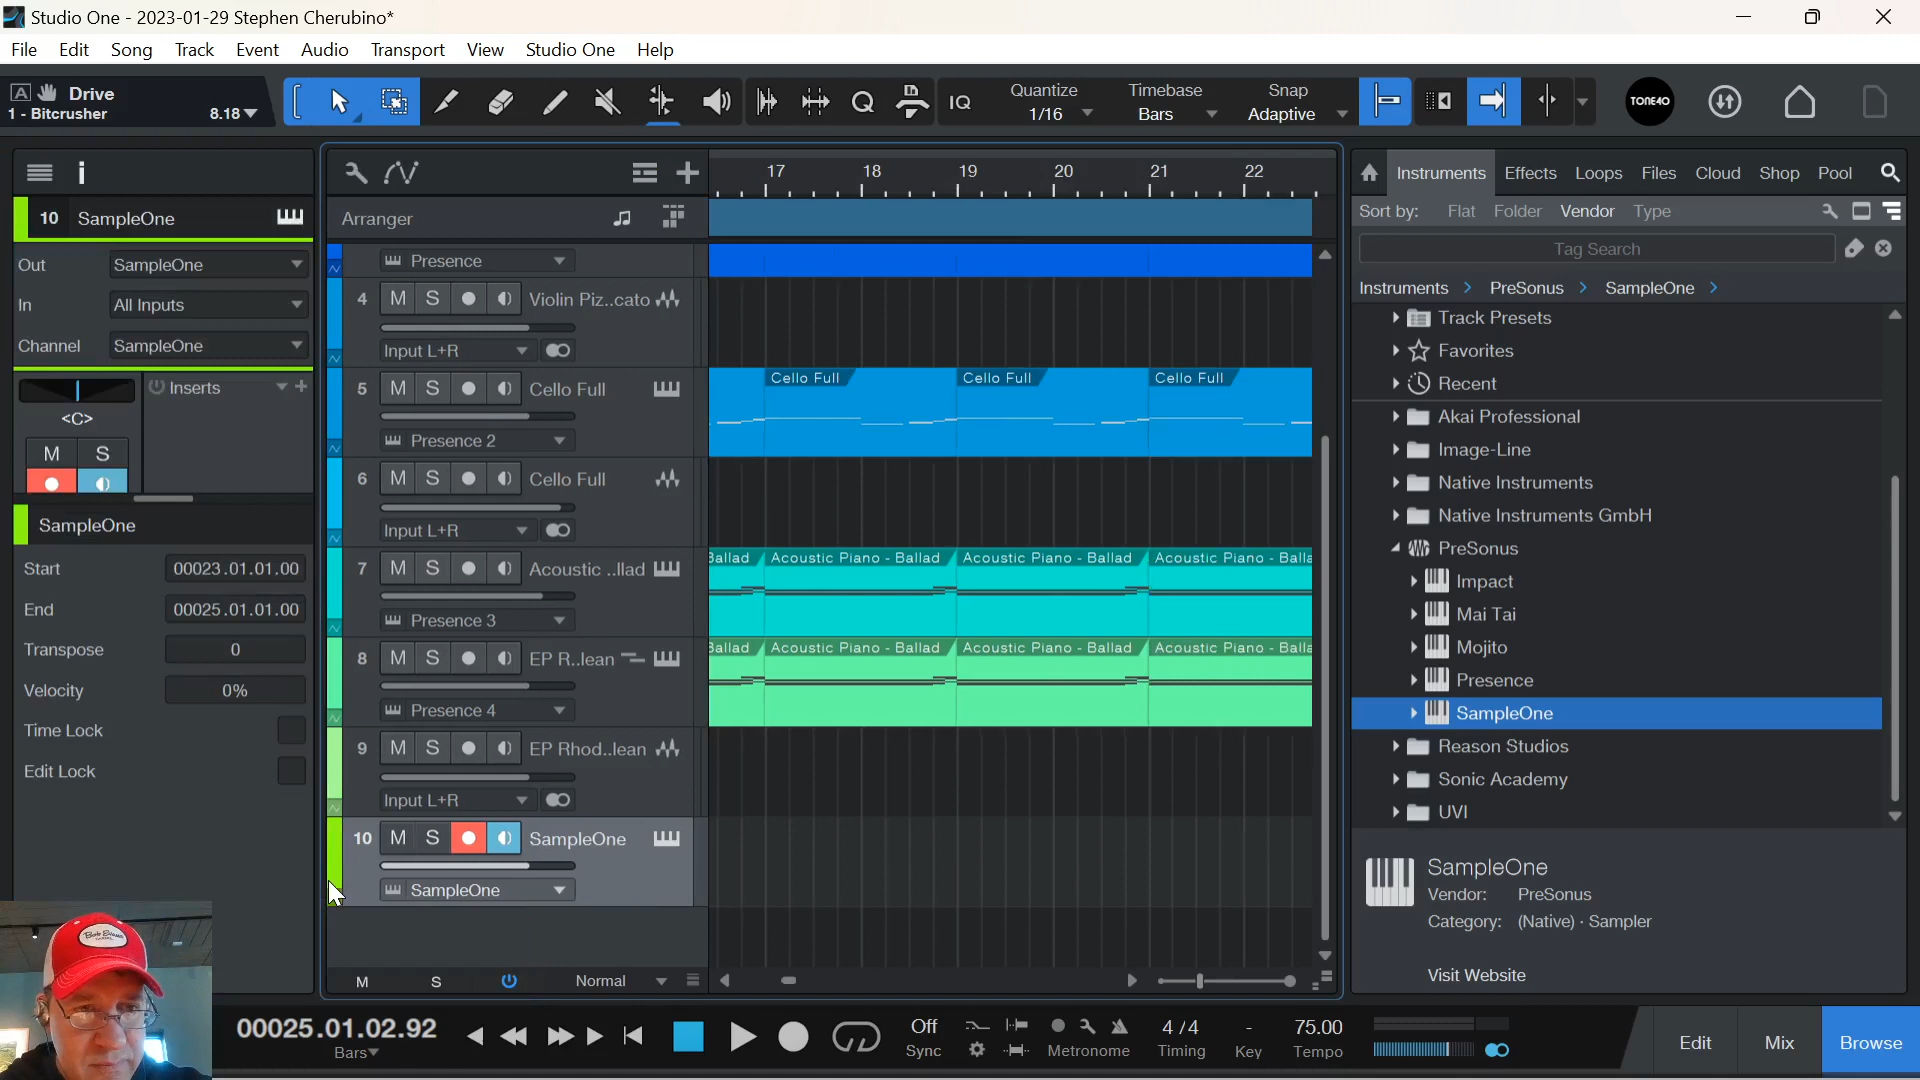 Studio One - 2023-01-29 Stephen Cherubino*
File Edit Song Track Event Audio Transport View Studio One Help
A Drive
1 - Bitcrusher 8.18
IQ
Quantize
1/16
Timebase
Bars
Snap
Adaptive
TONE40
i
10 SampleOne
Out SampleOne
In All Inputs
Channel SampleOne
Inserts
<C>
M S
SampleOne
Start 00023.01.01.00
End 00025.01.01.00
Transpose 0
Velocity 0%
Time Lock
Edit Lock
17 18 19 20 21 22
Arranger
Presence
4 M S Violin Piz..cato
Input L+R
5 M S Cello Full
Presence 2
Cello Full Cello Full Cello Full
6 M S Cello Full
Input L+R
7 M S Acoustic ..llad
Presence 3
Ballad Acoustic Piano - Ballad Acoustic Piano - Ballad Acoustic Piano - Balla
8 M S EP R..lean
Presence 4
Ballad Acoustic Piano - Ballad Acoustic Piano - Ballad Acoustic Piano - Balla
9 M S EP Rhod..lean
Input L+R
10 M S SampleOne
SampleOne
M S Normal
Instruments Effects Loops Files Cloud Shop Pool
Sort by: Flat Folder Vendor Type
Tag Search
Instruments > PreSonus > SampleOne >
Track Presets
Favorites
Recent
Akai Professional
Image-Line
Native Instruments
Native Instruments GmbH
PreSonus
Impact
Mai Tai
Mojito
Presence
SampleOne
Reason Studios
Sonic Academy
UVI
SampleOne
Vendor: PreSonus
Category: (Native) · Sampler
Visit Website
00025.01.02.92
Bars
Off
Sync
Metronome
4 / 4
Timing
-
Key
75.00
Tempo
Edit Mix Browse